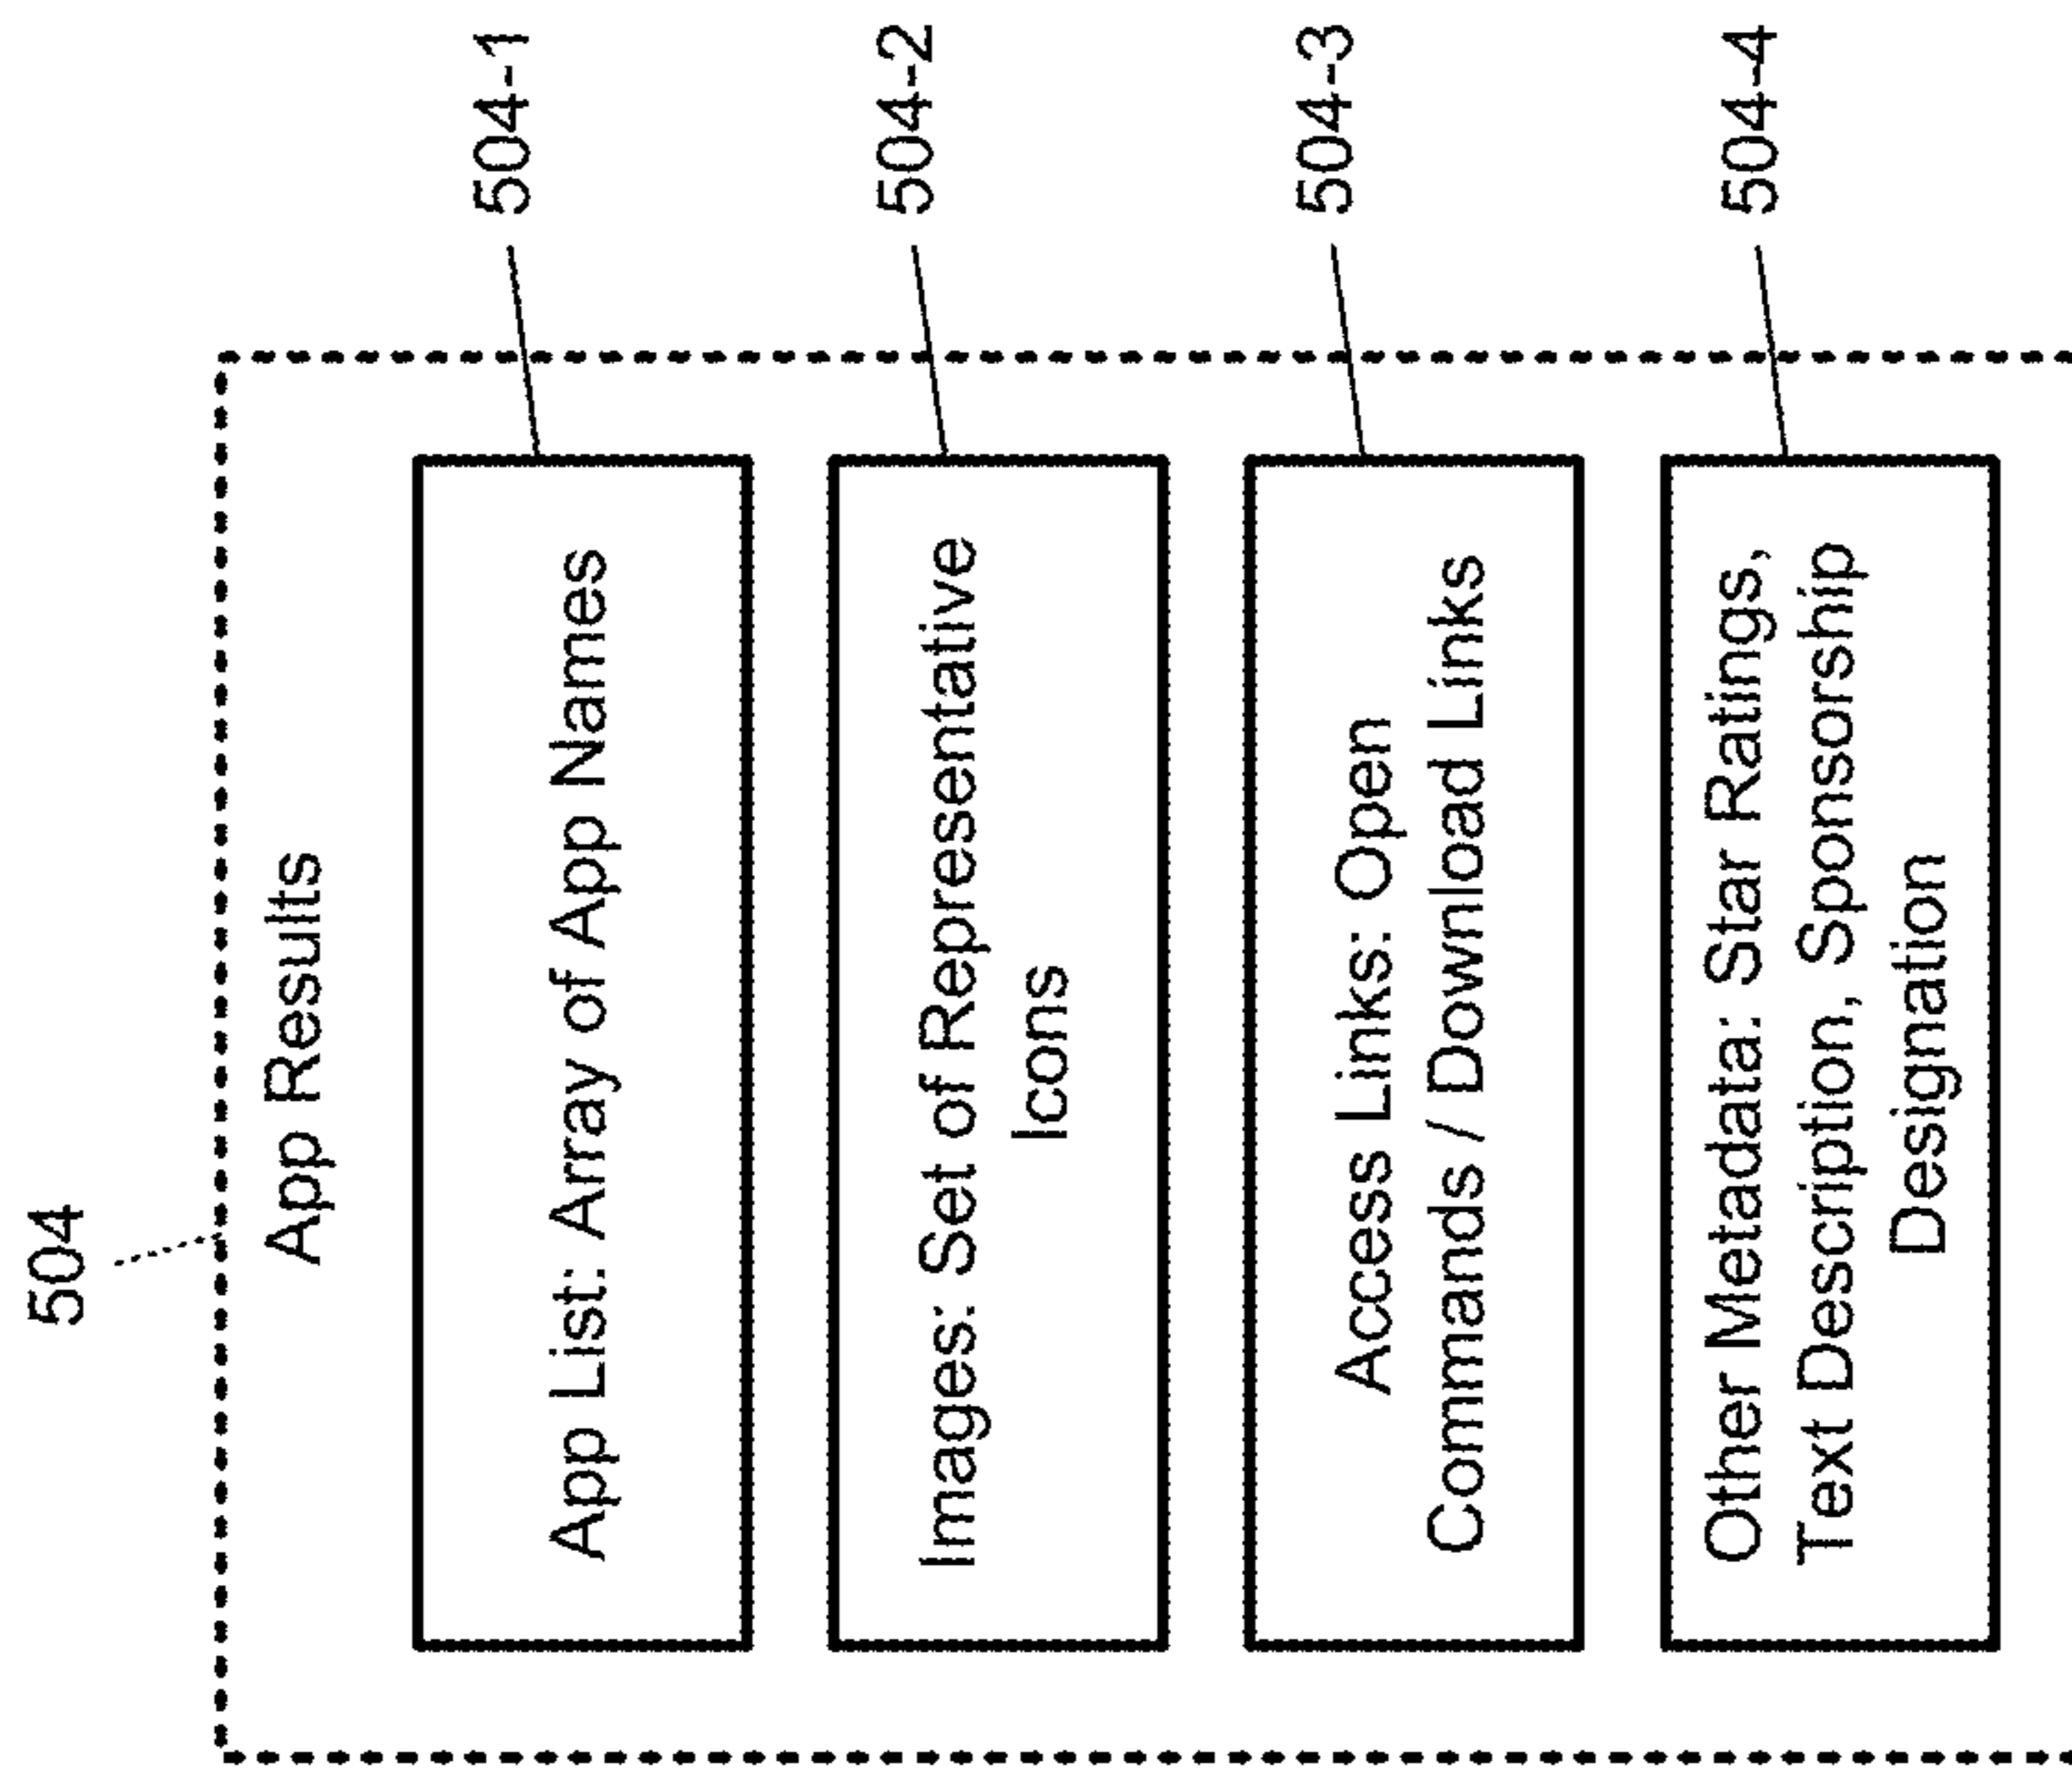 504
App Results
App List: Array of App Names
504-1
Images: Set of Representative
Icons
504-2
Access Links: Open
Commands / Download Links
504-3
Other Metadata: Star Ratings,
Text Description, Sponsorship
Designation
504-4